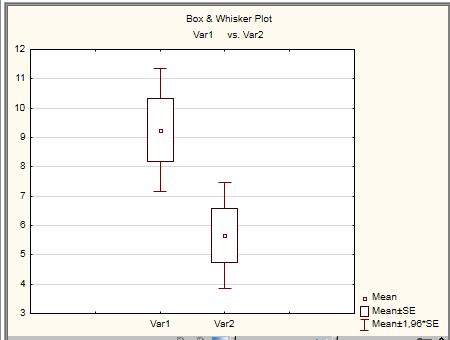 Box & Whisker Plot
Var1 vs. Var2
12
11
10
9
8
7
6
5
4
3
Var1 Var2
Mean
Mean±SE
Mean±1,96*SE